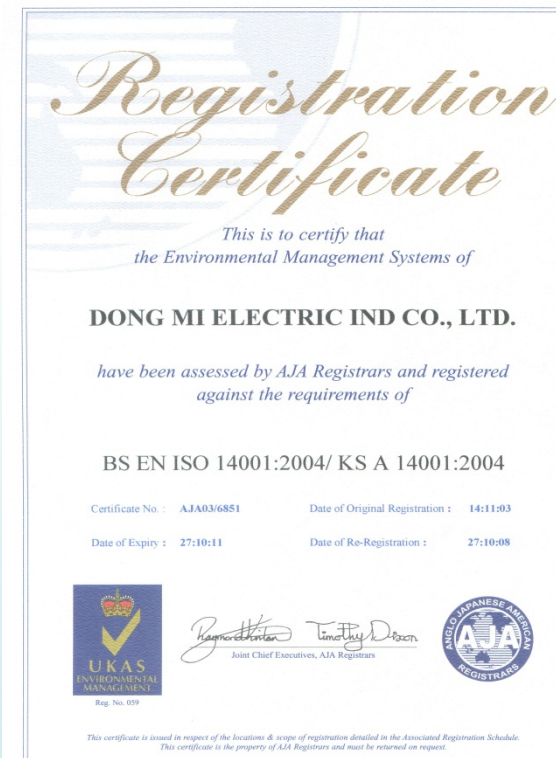 Registration
Certificate
This is to certify that
the Environmental Management Systems of
DONG MI ELECTRIC IND CO., LTD.
have been assessed by AJA Registrars and registered
against the requirements of
BS EN ISO 14001:2004/ KS A 14001:2004
Certificate No. : AJA03/6851 Date of Original Registration : 14:11:03
Date of Expiry : 27:10:11 Date of Re-Registration : 27:10:08
UKAS
ENVIRONMENTAL
MANAGEMENT
Reg. No. 059
Timothy Dixon
Joint Chief Executives, AJA Registrars
ANGLO JAPANESE AMERICAN
AJA
REGISTRARS
This certificate is issued in respect of the locations & scope of registration detailed in the Associated Registration Schedule.
This certificate is the property of AJA Registrars and must be returned on request.